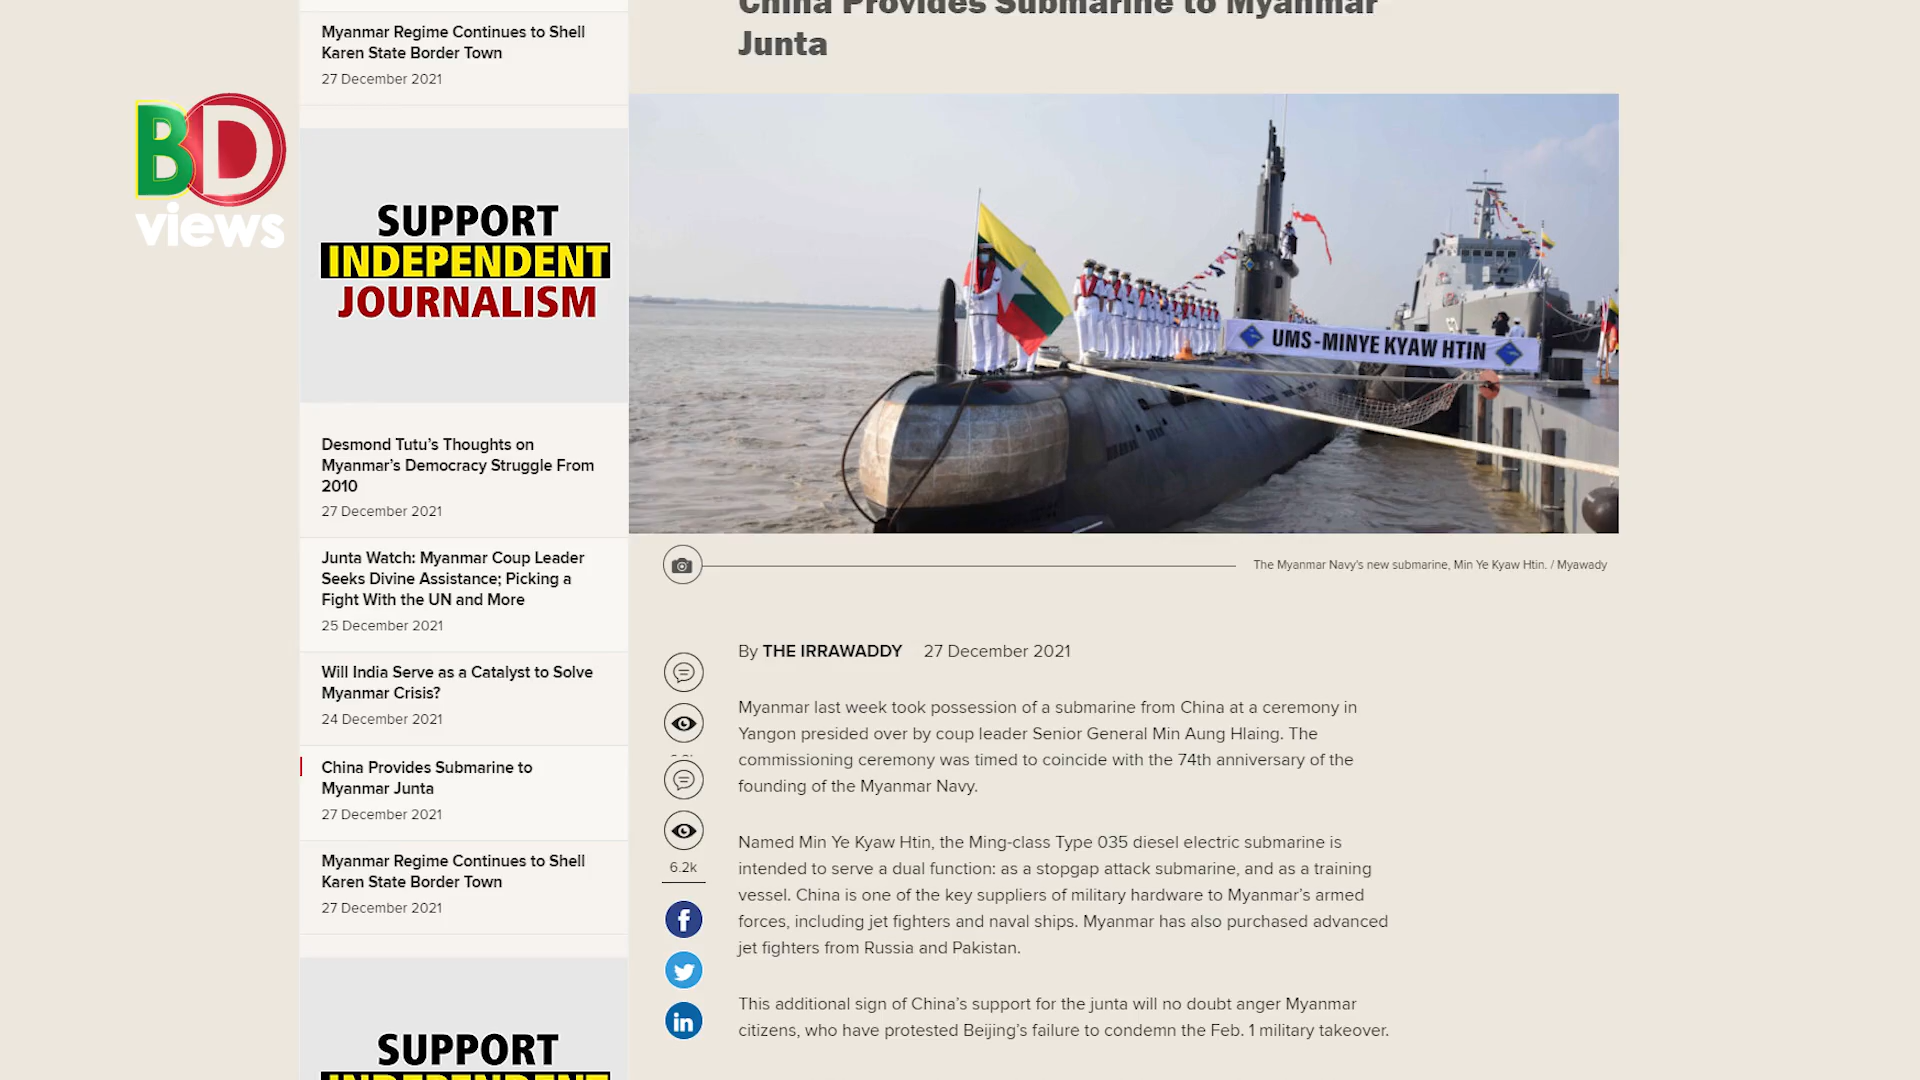 China Provides Submarine to Myanmar
Junta
Myanmar Regime Continues to Shell
Karen State Border Town
27 December 2021
BD
views
SUPPORT
INDEPENDENT
JOURNALISM
UMS-MINYE KYAW HTIN
Desmond Tutu’s Thoughts on
Myanmar’s Democracy Struggle From
2010
27 December 2021
Junta Watch: Myanmar Coup Leader
Seeks Divine Assistance; Picking a
Fight With the UN and More
25 December 2021
Will India Serve as a Catalyst to Solve
Myanmar Crisis?
24 December 2021
China Provides Submarine to
Myanmar Junta
27 December 2021
Myanmar Regime Continues to Shell
Karen State Border Town
27 December 2021
SUPPORT
INDEPENDENT
The Myanmar Navy's new submarine, Min Ye Kyaw Htin. / Myawady
By THE IRRAWADDY 27 December 2021
Myanmar last week took possession of a submarine from China at a ceremony in
Yangon presided over by coup leader Senior General Min Aung Hlaing. The
commissioning ceremony was timed to coincide with the 74th anniversary of the
founding of the Myanmar Navy.
Named Min Ye Kyaw Htin, the Ming-class Type 035 diesel electric submarine is
intended to serve a dual function: as a stopgap attack submarine, and as a training
vessel. China is one of the key suppliers of military hardware to Myanmar’s armed
forces, including jet fighters and naval ships. Myanmar has also purchased advanced
jet fighters from Russia and Pakistan.
This additional sign of China’s support for the junta will no doubt anger Myanmar
citizens, who have protested Beijing’s failure to condemn the Feb. 1 military takeover.
6.2k
f
in